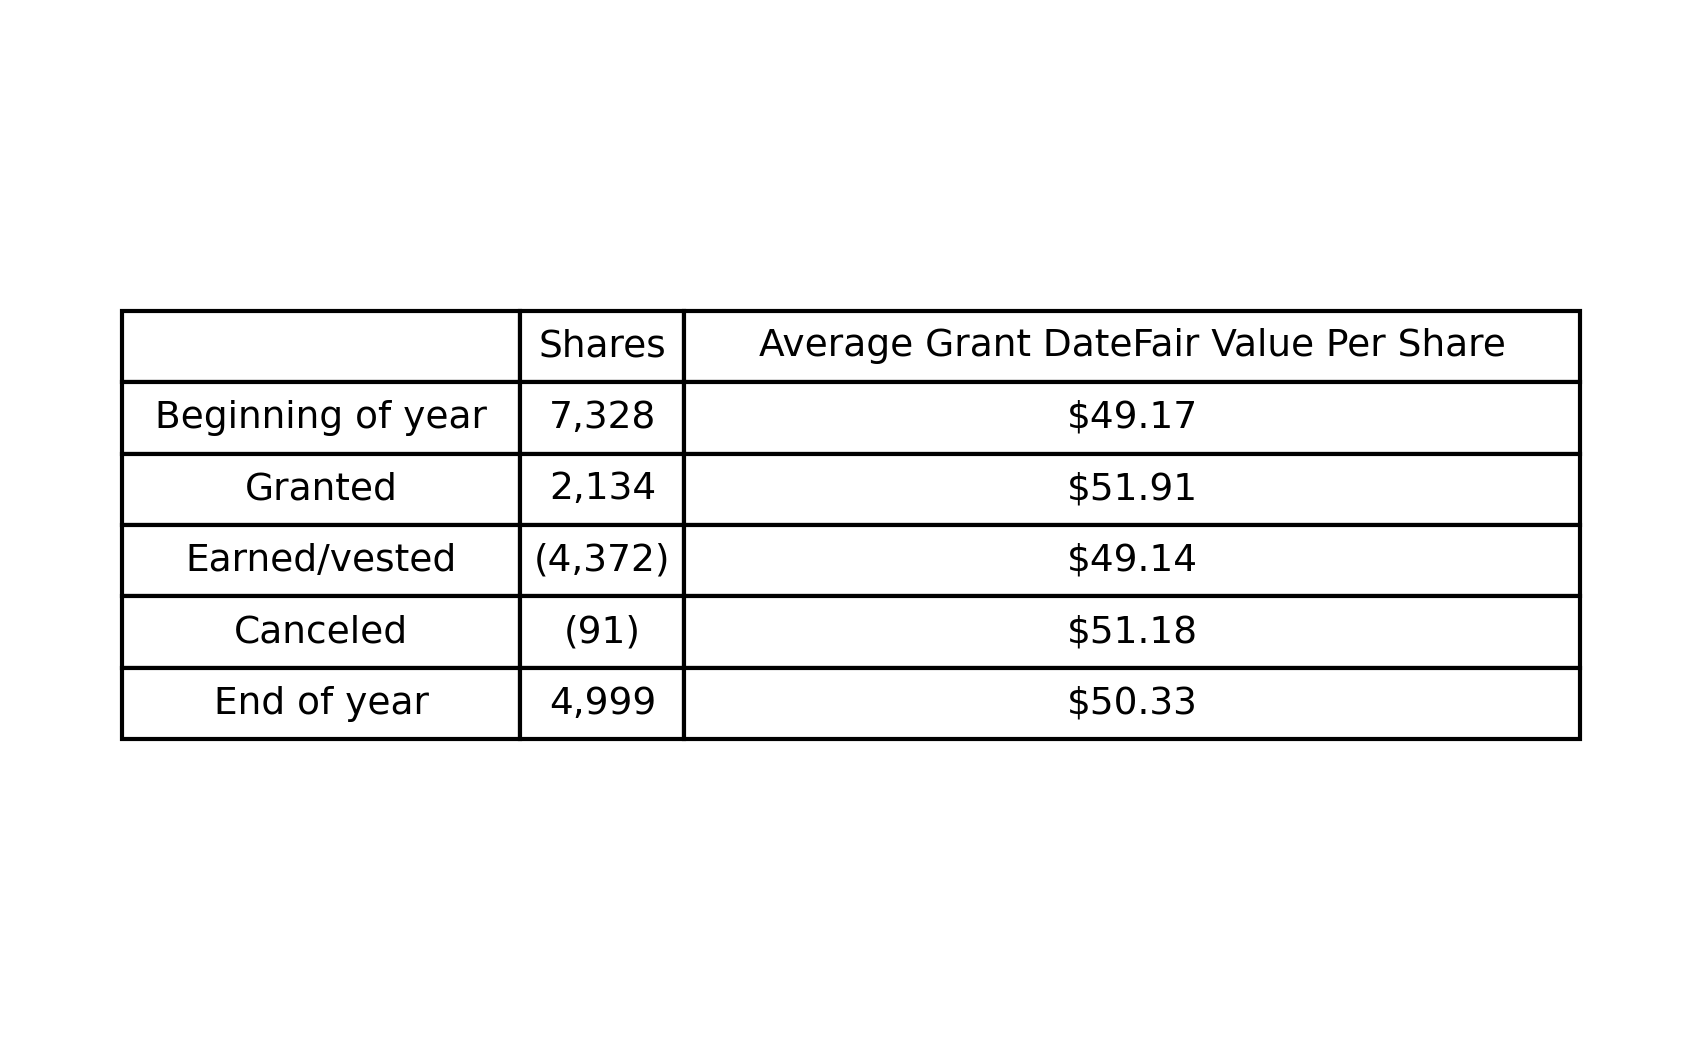 Shares Average Grant DateFair Value Per Share
Beginning of year 7,328 $49.17
Granted 2,134 $51.91
Earned/vested (4,372) $49.14
Canceled (91) $51.18
End of year 4,999 $50.33